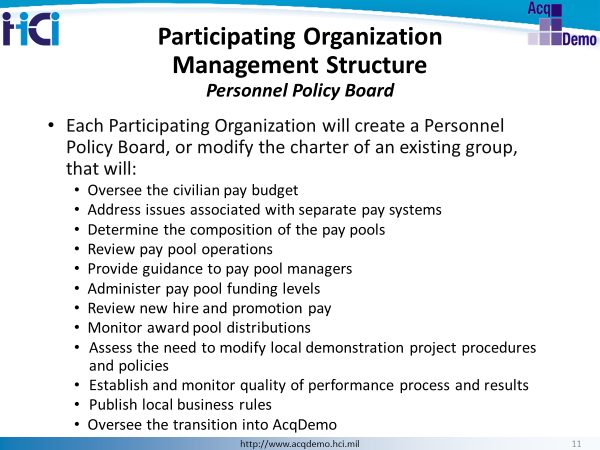 HCi
Acq
Demo
Participating Organization
Management Structure
Personnel Policy Board
• Each Participating Organization will create a Personnel
Policy Board, or modify the charter of an existing group,
that will:
• Oversee the civilian pay budget
• Address issues associated with separate pay systems
• Determine the composition of the pay pools
• Review pay pool operations
• Provide guidance to pay pool managers
• Administer pay pool funding levels
• Review new hire and promotion pay
• Monitor award pool distributions
• Assess the need to modify local demonstration project procedures
and policies
• Establish and monitor quality of performance process and results
• Publish local business rules
• Oversee the transition into AcqDemo
http://www.acqdemo.hci.mil
11